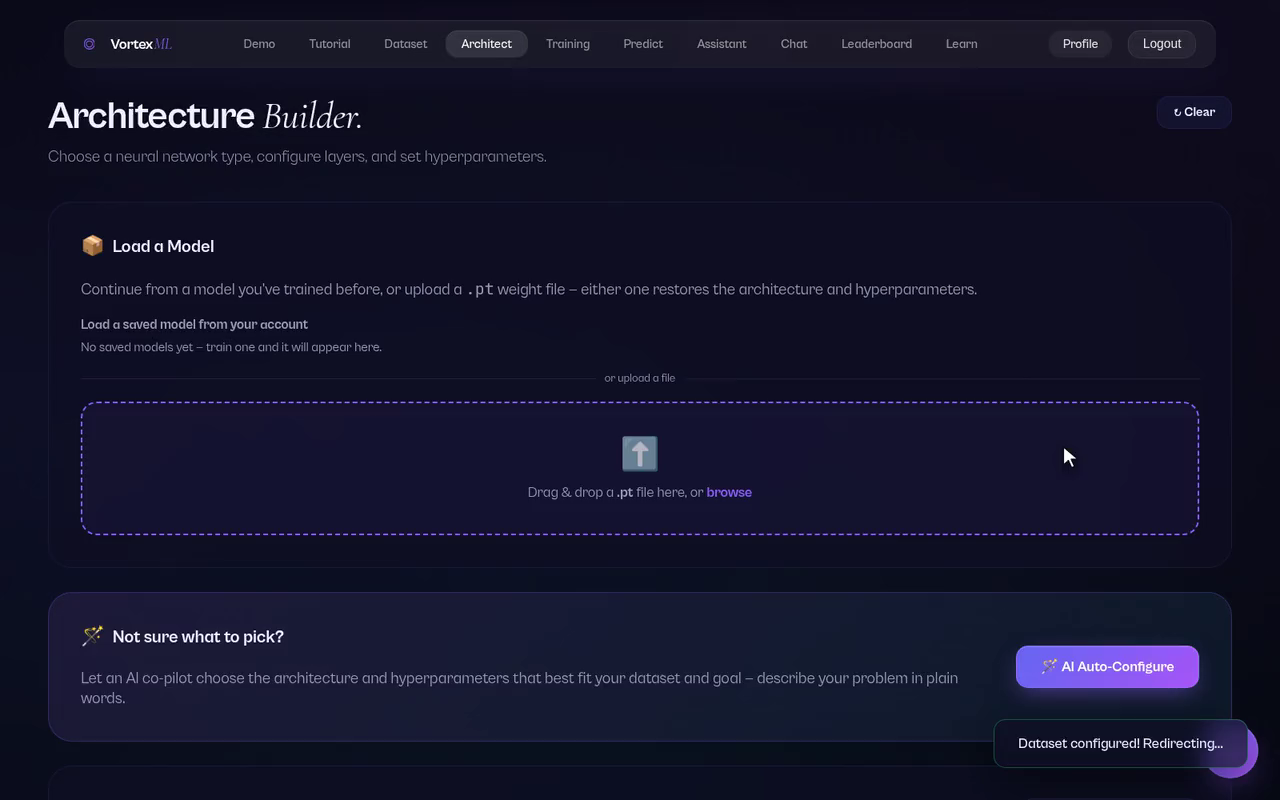 VortexML
Demo
Tutorial
Dataset
Architect
Training
Predict
Assistant
Chat
Leaderboard
Learn
Profile
Logout
Architecture Builder.
↻ Clear
Choose a neural network type, configure layers, and set hyperparameters.
Load a Model
Continue from a model you've trained before, or upload a .pt weight file – either one restores the architecture and hyperparameters.
Load a saved model from your account
No saved models yet – train one and it will appear here.
or upload a file
Drag & drop a .pt file here, or browse
Not sure what to pick?
Let an AI co-pilot choose the architecture and hyperparameters that best fit your dataset and goal – describe your problem in plain
words.
AI Auto-Configure
Dataset configured! Redirecting...